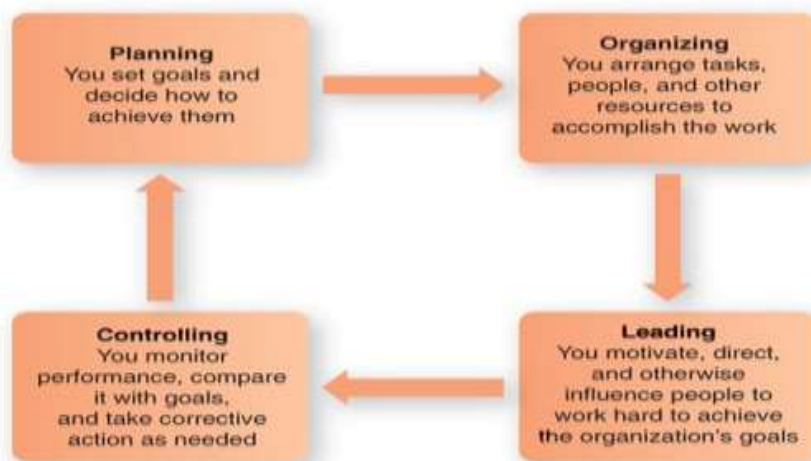 Planning
You set goals and
decide how to
achieve them
Organizing
You arrange tasks,
people, and other
resources to
accomplish the work
Controlling
You monitor
performance, compare
it with goals,
and take corrective
action as needed
Leading
You motivate, direct,
and otherwise
influence people to
work hard to achieve
the organization's goals